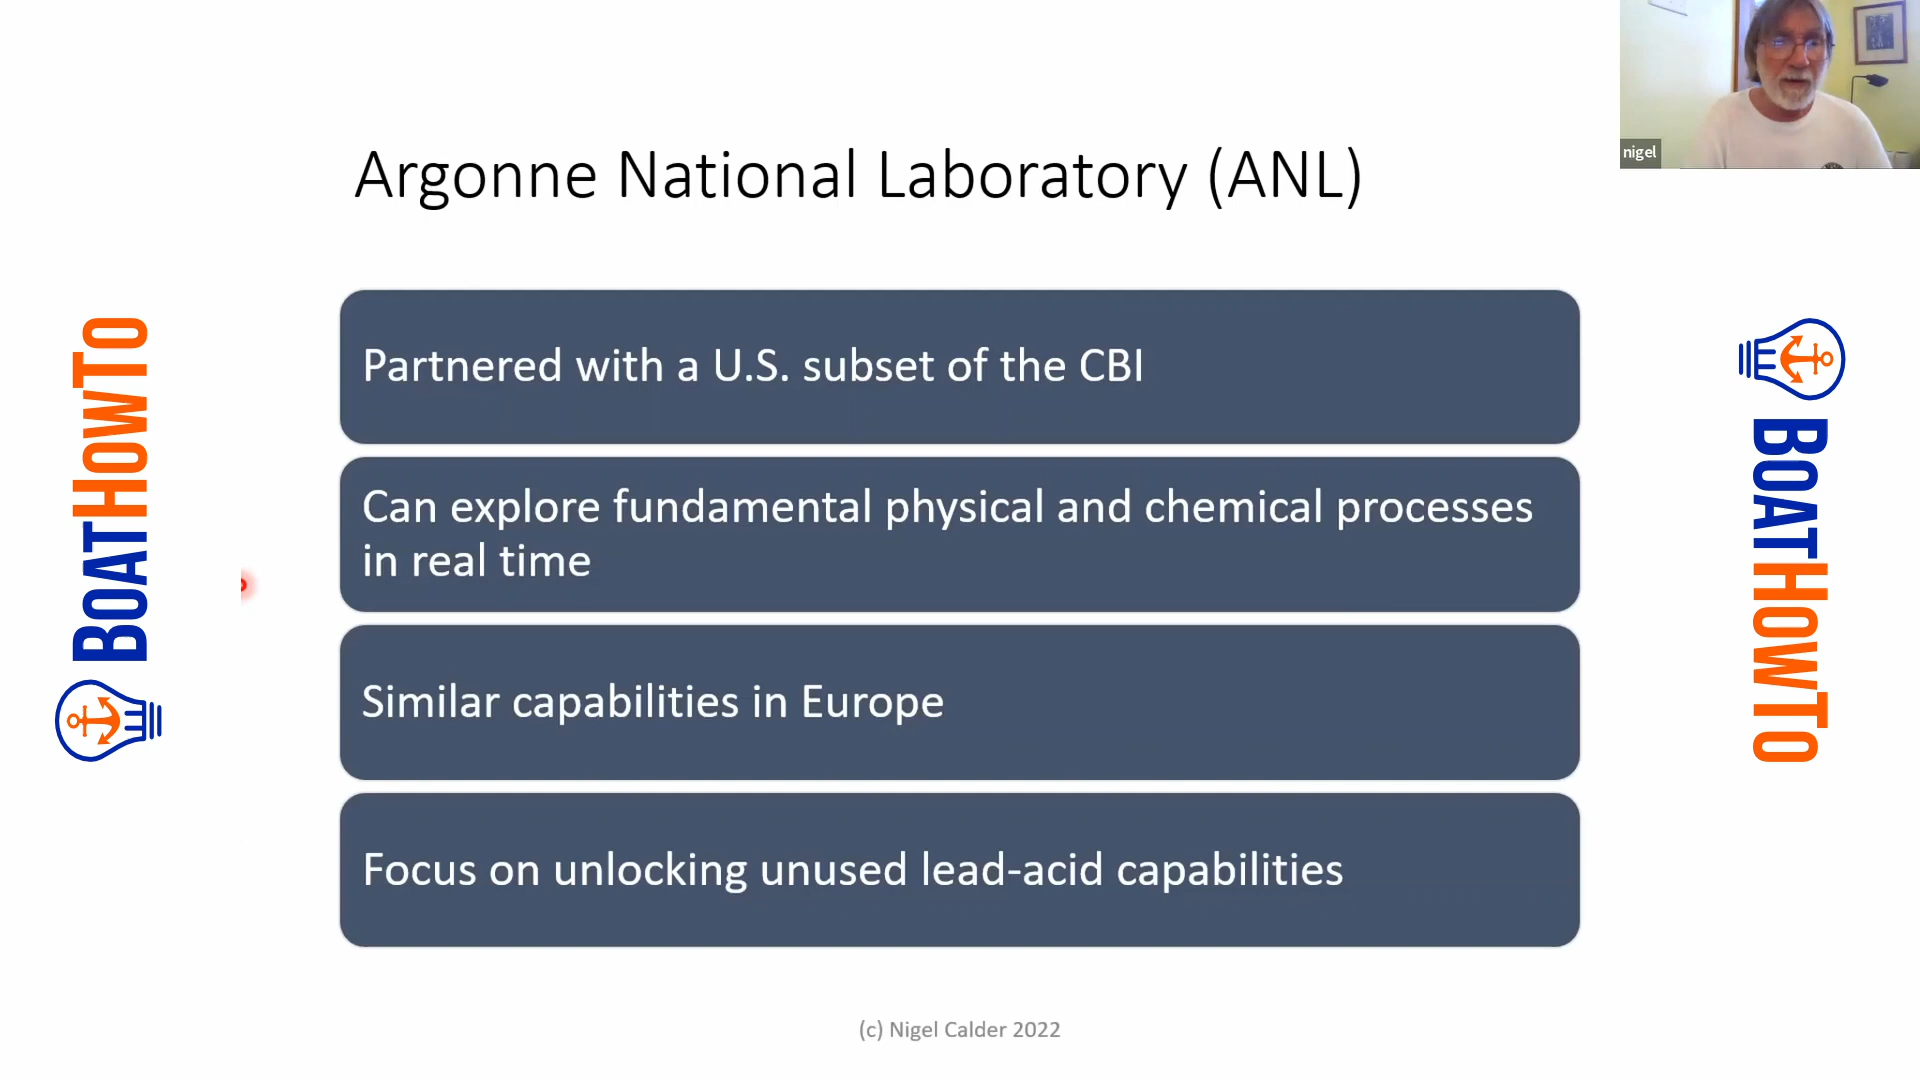 nigel
Argonne National Laboratory (ANL)
Partnered with a U.S. subset of the CBI
Can explore fundamental physical and chemical processes
in real time
Similar capabilities in Europe
Focus on unlocking unused lead-acid capabilities
BOATHOWTO
BOATHOWTO
(c) Nigel Calder 2022